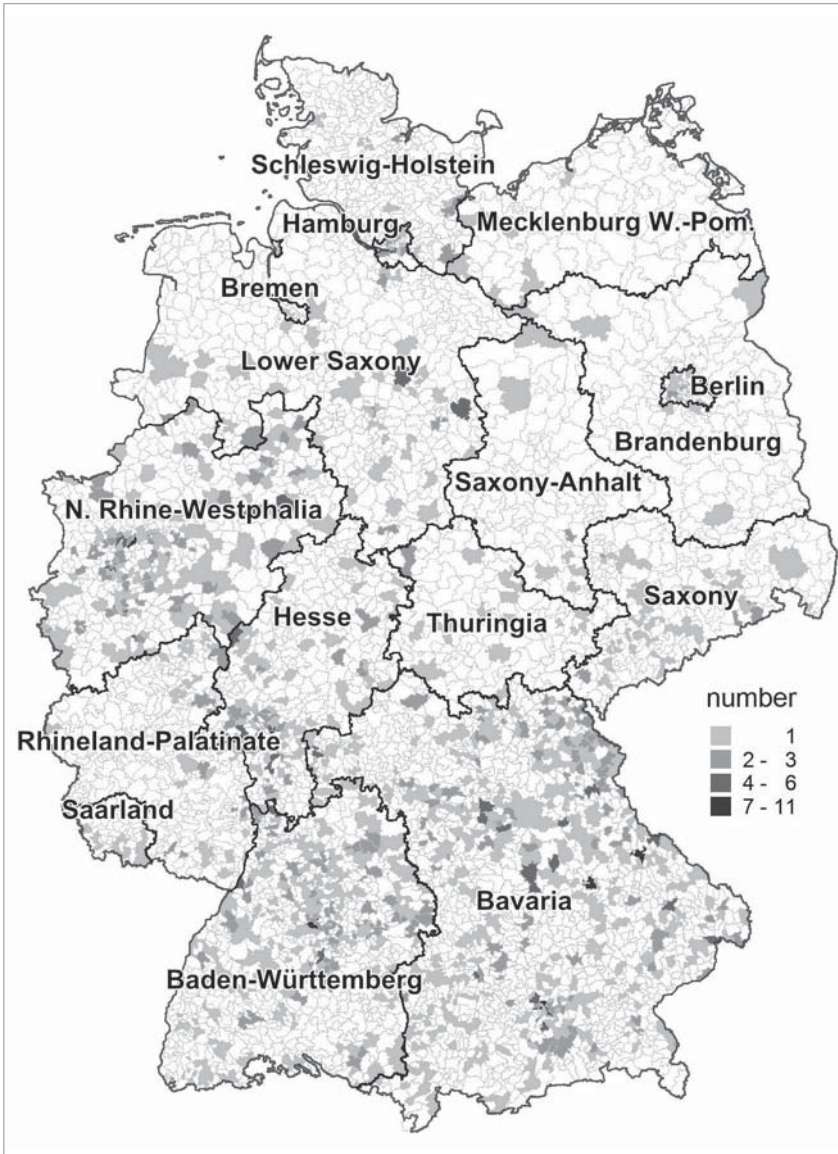 Schleswig-Holstein
Hamburg
Mecklenburg W.-Pom.
Bremen
Lower Saxony
Berlin
Brandenburg
Saxony-Anhalt
N. Rhine-Westphalia
Hesse
Thuringia
Saxony
Rhineland-Palatinate
Saarland
Bavaria
Baden-Württemberg
number
1
2 - 3
4 - 6
7 - 11